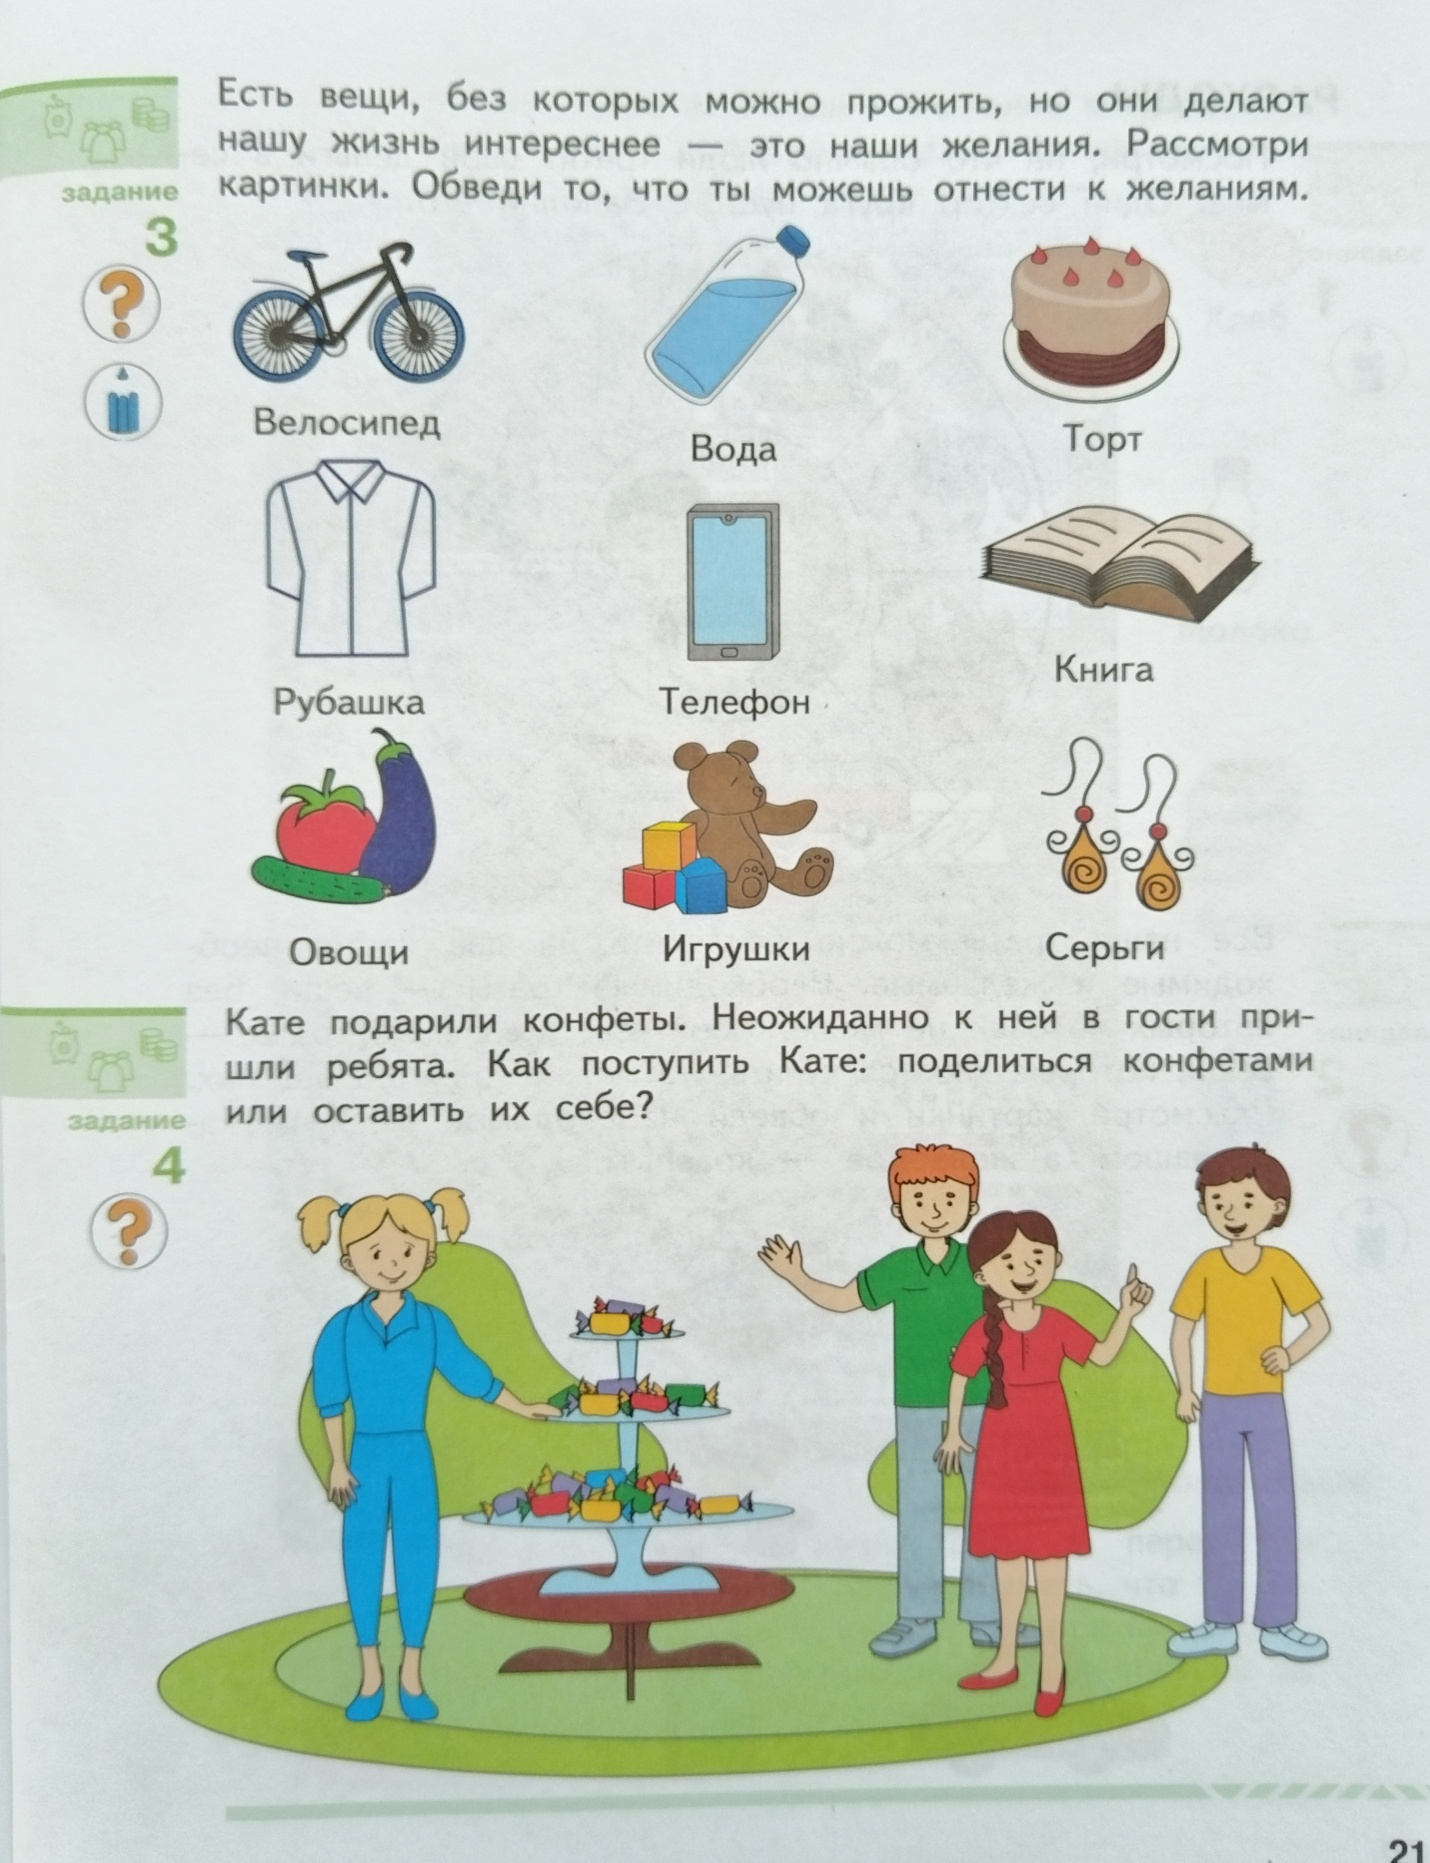 Есть вещи, без которых можно прожить, но они делают
нашу жизнь интереснее — это наши желания. Рассмотри
картинки. Обведи то, что ты можешь отнести к желаниям.
задание
3
Велосипед
Вода
Торт
Рубашка
Телефон
Книга
Овощи
Игрушки
Серьги
Кате подарили конфеты. Неожиданно к ней в гости при-
шли ребята. Как поступить Кате: поделиться конфетами
или оставить их себе?
задание
4
21